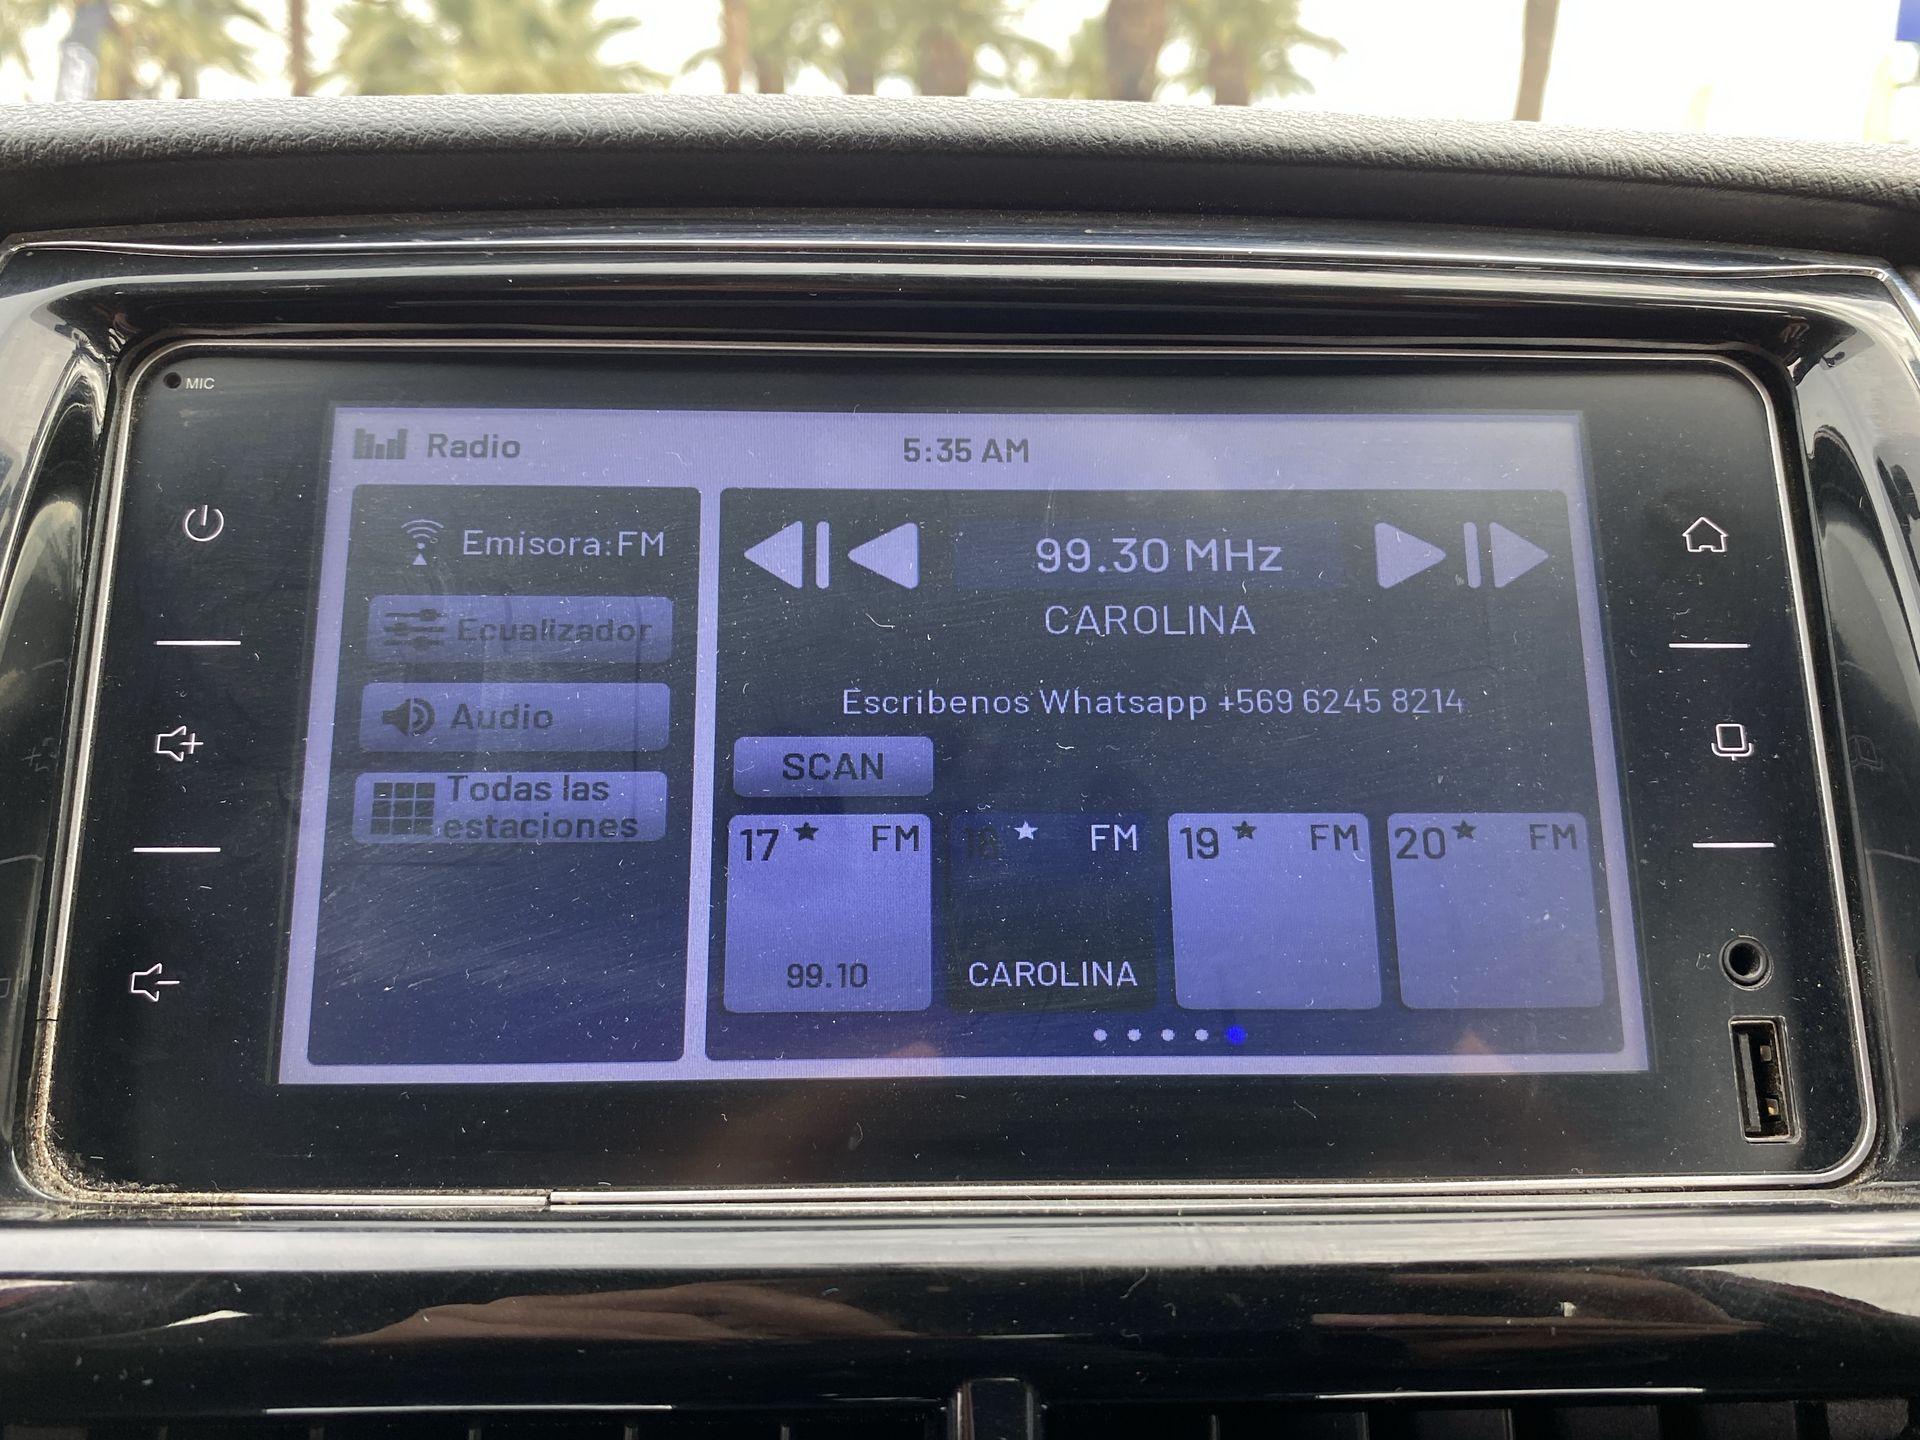 MIC
Radio
5:35 AM
Emisora:FM
Ecualizador
Audio
Todas las
estaciones
99.30 MHz
CAROLINA
Escribenos Whatsapp +569 6245 8214
SCAN
17 FM
99.10
18 FM
CAROLINA
19 FM
20 FM